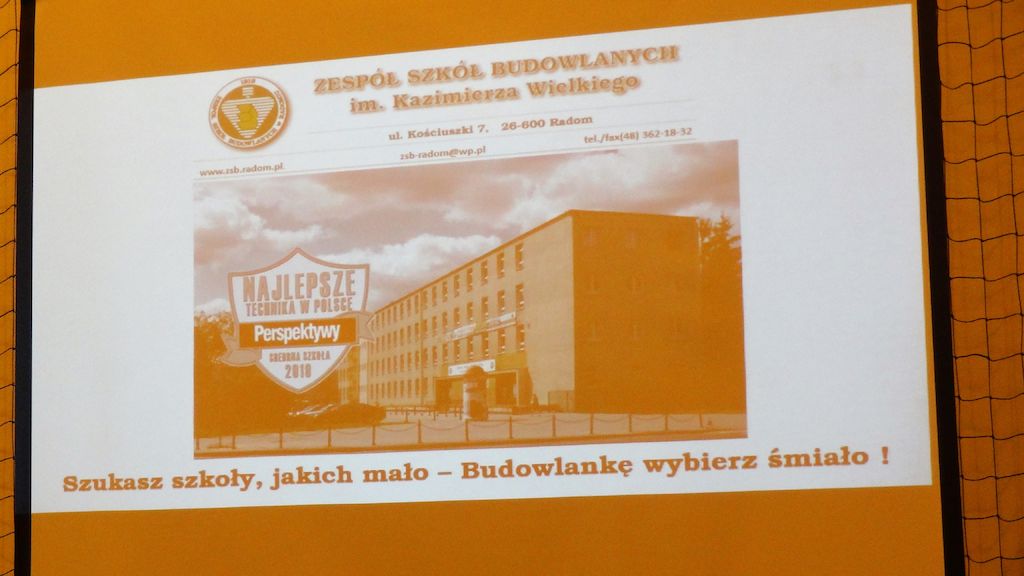 ZESPÓŁ SZKÓŁ BUDOWLANYCH
im. Kazimierza Wielkiego
ul. Kościuszki 7, 26-600 Radom
www.zsb.radom.pl zsb-radom@wp.pl tel./fax(48) 362-18-32
NAJLEPSZE
TECHNIKA W POLSCE
Perspektywy
SREBRNA SZKOŁA
2018
Szukasz szkoły, jakich mało – Budowlankę wybierz śmiało !